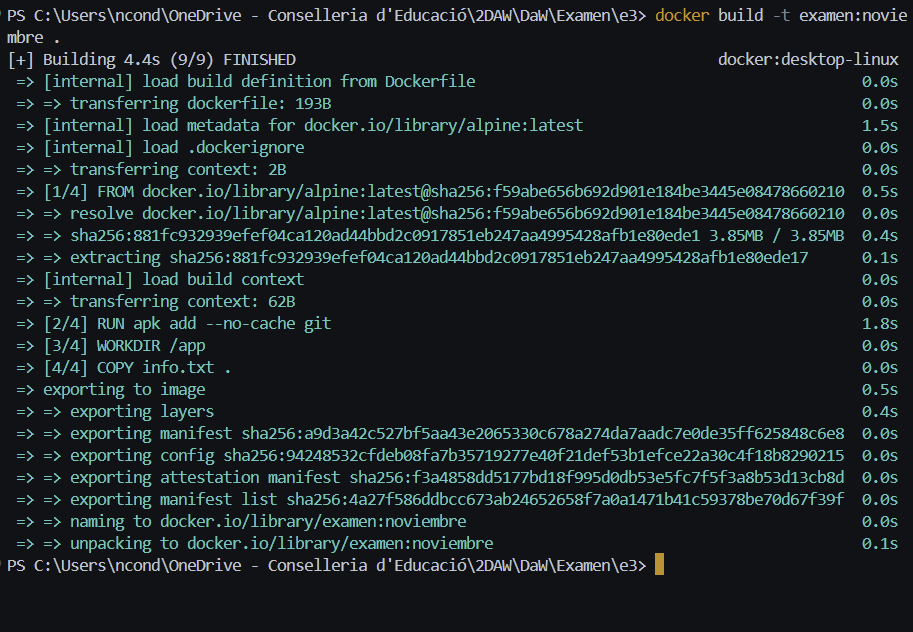 PS C:\Users\ncond\OneDrive - Conselleria d'Educació\2DAW\DaW\Examen\e3> docker build -t examen:novie
mbre .
[+] Building 4.4s (9/9) FINISHED docker:desktop-linux
=> [internal] load build definition from Dockerfile 0.0s
=> => transferring dockerfile: 193B 0.0s
=> [internal] load metadata for docker.io/library/alpine:latest 1.5s
=> [internal] load .dockerignore 0.0s
=> => transferring context: 2B 0.0s
=> [1/4] FROM docker.io/library/alpine:latest@sha256:f59abe656b692d901e184be3445e08478660210 0.5s
=> => resolve docker.io/library/alpine:latest@sha256:f59abe656b692d901e184be3445e08478660210 0.0s
=> => sha256:881fc932939efef04ca120ad44bbd2c0917851eb247aa4995428afb1e80ede1 3.85MB / 3.85MB 0.4s
=> => extracting sha256:881fc932939efef04ca120ad44bbd2c0917851eb247aa4995428afb1e80ede17 0.1s
=> [internal] load build context 0.0s
=> => transferring context: 62B 0.0s
=> [2/4] RUN apk add --no-cache git 1.8s
=> [3/4] WORKDIR /app 0.0s
=> [4/4] COPY info.txt . 0.0s
=> exporting to image 0.5s
=> => exporting layers 0.4s
=> => exporting manifest sha256:a9d3a42c527bf5aa43e2065330c678a274da7aadc7e0de35ff625848c6e8 0.0s
=> => exporting config sha256:94248532cfdeb08fa7b35719277e40f21def53b1efce22a30c4f18b8290215 0.0s
=> => exporting attestation manifest sha256:f3a4858dd5177bd18f995d0db53e5fc7f5f3a8b53d13cb8d 0.0s
=> => exporting manifest list sha256:4a27f586ddbcc673ab24652658f7a0a1471b41c59378be70d67f39f 0.0s
=> => naming to docker.io/library/examen:noviembre 0.0s
=> => unpacking to docker.io/library/examen:noviembre 0.1s
PS C:\Users\ncond\OneDrive - Conselleria d'Educació\2DAW\DaW\Examen\e3>